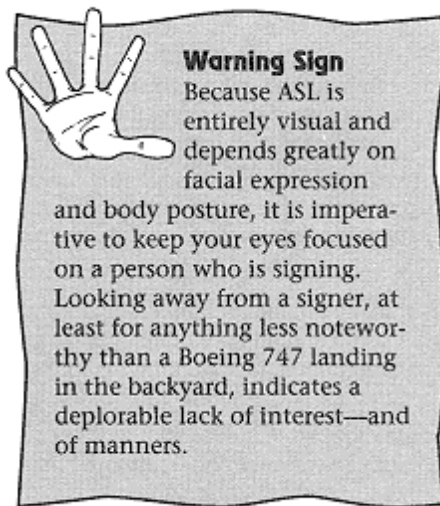 Warning Sign
Because ASL is
entirely visual and
depends greatly on
facial expression
and body posture, it is impera-
tive to keep your eyes focused
on a person who is signing.
Looking away from a signer, at
least for anything less notewor-
thy than a Boeing 747 landing
in the backyard, indicates a
deplorable lack of interest—and
of manners.